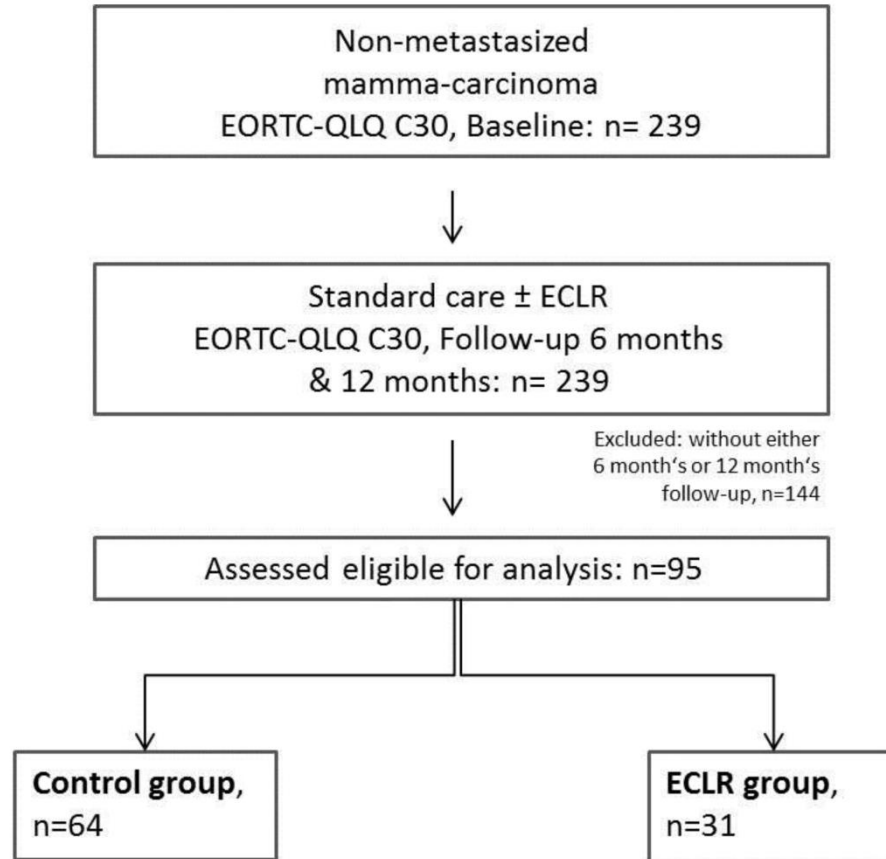 Non-metastasized
mamma-carcinoma
EORTC-QLQ C30, Baseline: n= 239
Standard care ± ECLR
EORTC-QLQ C30, Follow-up 6 months
& 12 months: n= 239
Excluded: without either
6 month‘s or 12 month‘s
follow-up, n=144
Assessed eligible for analysis: n=95
Control group,
n=64
ECLR group,
n=31